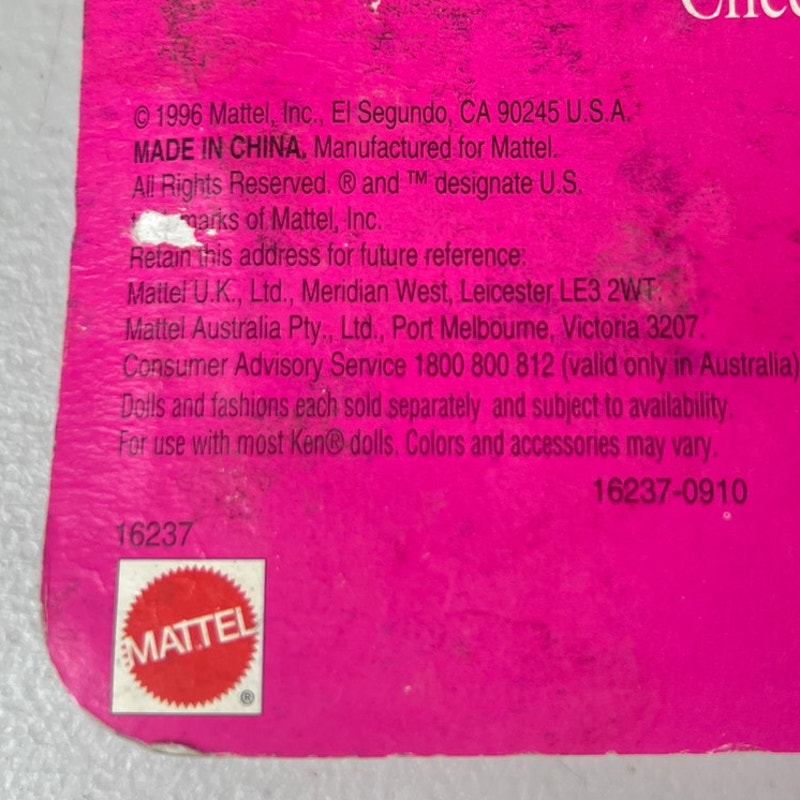 © 1996 Mattel, Inc., El Segundo, CA 90245 U.S.A.
MADE IN CHINA. Manufactured for Mattel.
All Rights Reserved. ® and ™ designate U.S.
marks of Mattel, Inc.
Retain this address for future reference:
Mattel U.K., Ltd., Meridian West, Leicester LE3 2WT.
Mattel Australia Pty., Ltd., Port Melbourne, Victoria 3207.
Consumer Advisory Service 1800 800 812 (valid only in Australia)
Dolls and fashions each sold separately and subject to availability.
For use with most Ken® dolls. Colors and accessories may vary.
16237-0910
16237
MATTEL
®